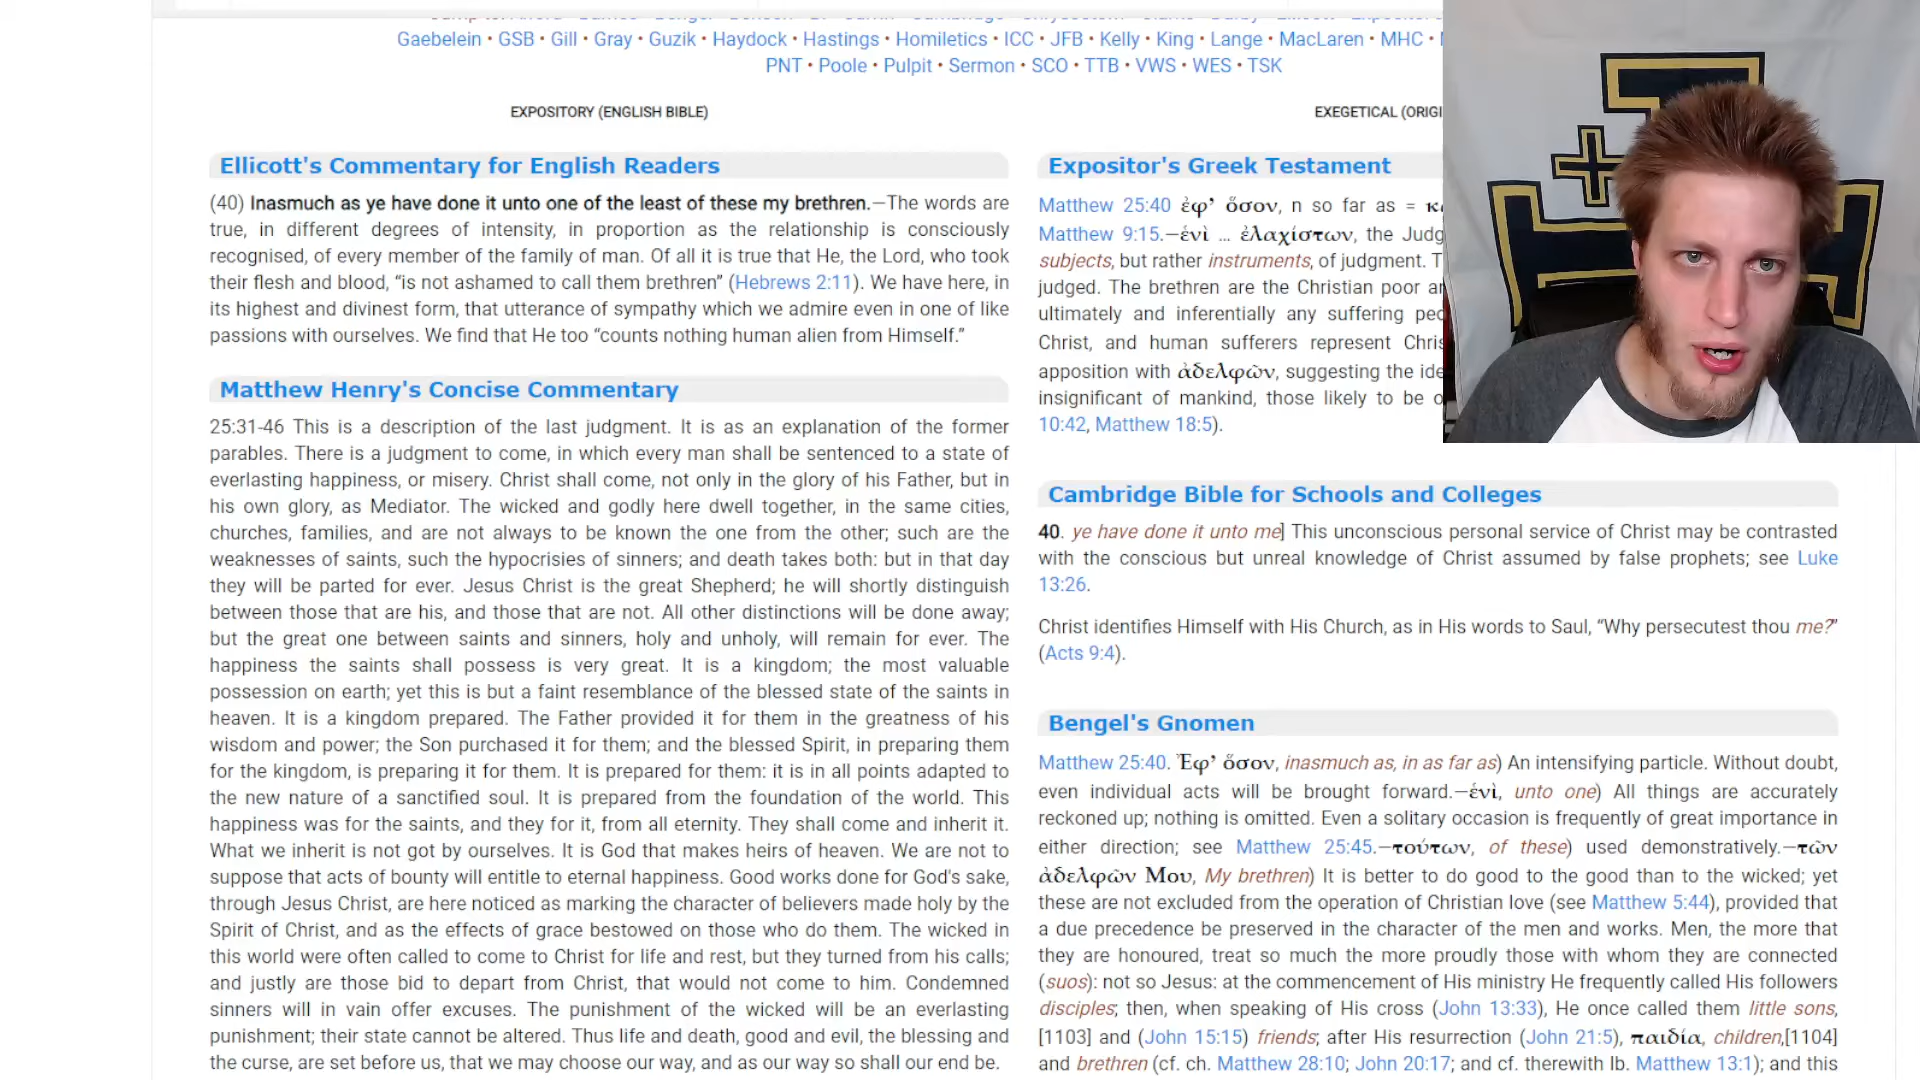 Gaebelein • GSB • Gill • Gray • Guzik • Haydock • Hastings • Homiletics • ICC • JFB • Kelly • King • Lange • MacLaren • MHC •
PNT • Poole • Pulpit • Sermon • SCO • TTB • VWS • WES • TSK
EXPOSITORY (ENGLISH BIBLE)
Ellicott's Commentary for English Readers
(40) Inasmuch as ye have done it unto one of the least of these my brethren.—The words are
true, in different degrees of intensity, in proportion as the relationship is consciously
recognised, of every member of the family of man. Of all it is true that He, the Lord, who took
their flesh and blood, “is not ashamed to call them brethren” (Hebrews 2:11). We have here, in
its highest and divinest form, that utterance of sympathy which we admire even in one of like
passions with ourselves. We find that He too “counts nothing human alien from Himself.”
Matthew Henry's Concise Commentary
25:31-46 This is a description of the last judgment. It is as an explanation of the former
parables. There is a judgment to come, in which every man shall be sentenced to a state of
everlasting happiness, or misery. Christ shall come, not only in the glory of his Father, but in
his own glory, as Mediator. The wicked and godly here dwell together, in the same cities,
churches, families, and are not always to be known the one from the other; such are the
weaknesses of saints, such the hypocrisies of sinners; and death takes both: but in that day
they will be parted for ever. Jesus Christ is the great Shepherd; he will shortly distinguish
between those that are his, and those that are not. All other distinctions will be done away;
but the great one between saints and sinners, holy and unholy, will remain for ever. The
happiness the saints shall possess is very great. It is a kingdom; the most valuable
possession on earth; yet this is but a faint resemblance of the blessed state of the saints in
heaven. It is a kingdom prepared. The Father provided it for them in the greatness of his
wisdom and power; the Son purchased it for them; and the blessed Spirit, in preparing them
for the kingdom, is preparing it for them. It is prepared for them: it is in all points adapted to
the new nature of a sanctified soul. It is prepared from the foundation of the world. This
happiness was for the saints, and they for it, from all eternity. They shall come and inherit it.
What we inherit is not got by ourselves. It is God that makes heirs of heaven. We are not to
suppose that acts of bounty will entitle to eternal happiness. Good works done for God's sake,
through Jesus Christ, are here noticed as marking the character of believers made holy by the
Spirit of Christ, and as the effects of grace bestowed on those who do them. The wicked in
this world were often called to come to Christ for life and rest, but they turned from his calls;
and justly are those bid to depart from Christ, that would not come to him. Condemned
sinners will in vain offer excuses. The punishment of the wicked will be an everlasting
punishment; their state cannot be altered. Thus life and death, good and evil, the blessing and
the curse, are set before us, that we may choose our way, and as our way so shall our end be.
EXEGETICAL (ORIGI
Expositor's Greek Testament
Matthew 25:40 ἐφ’ ὅσον, n so far as =
Matthew 9:15.—ἑνὶ ... ἐλαχίστων, the Judg
subjects, but rather instruments, of judgment. T
judged. The brethren are the Christian poor a
ultimately and inferentially any suffering peo
Christ, and human sufferers represent Chris
apposition with ἀδελφῶν, suggesting the ide
insignificant of mankind, those likely to be o
10:42, Matthew 18:5).
Cambridge Bible for Schools and Colleges
40. ye have done it unto me] This unconscious personal service of Christ may be contrasted
with the conscious but unreal knowledge of Christ assumed by false prophets; see Luke
13:26.
Christ identifies Himself with His Church, as in His words to Saul, “Why persecutest thou me?”
(Acts 9:4).
Bengel's Gnomen
Matthew 25:40. Ἐφ’ ὅσον, inasmuch as, in as far as) An intensifying particle. Without doubt,
even individual acts will be brought forward.—ἑνὶ, unto one) All things are accurately
reckoned up; nothing is omitted. Even a solitary occasion is frequently of great importance in
either direction; see Matthew 25:45.—τούτων, of these) used demonstratively.—τῶν
ἀδελφῶν Μου, My brethren) It is better to do good to the good than to the wicked; yet
these are not excluded from the operation of Christian love (see Matthew 5:44), provided that
a due precedence be preserved in the character of the men and works. Men, the more that
they are honoured, treat so much the more proudly those with whom they are connected
(suos): not so Jesus: at the commencement of His ministry He frequently called His followers
disciples; then, when speaking of His cross (John 13:33), He once called them little sons,
[1103] and (John 15:15) friends; after His resurrection (John 21:5), παιδία, children,[1104]
and brethren (cf. ch. Matthew 28:10; John 20:17; and cf. therewith Ib. Matthew 13:1); and this